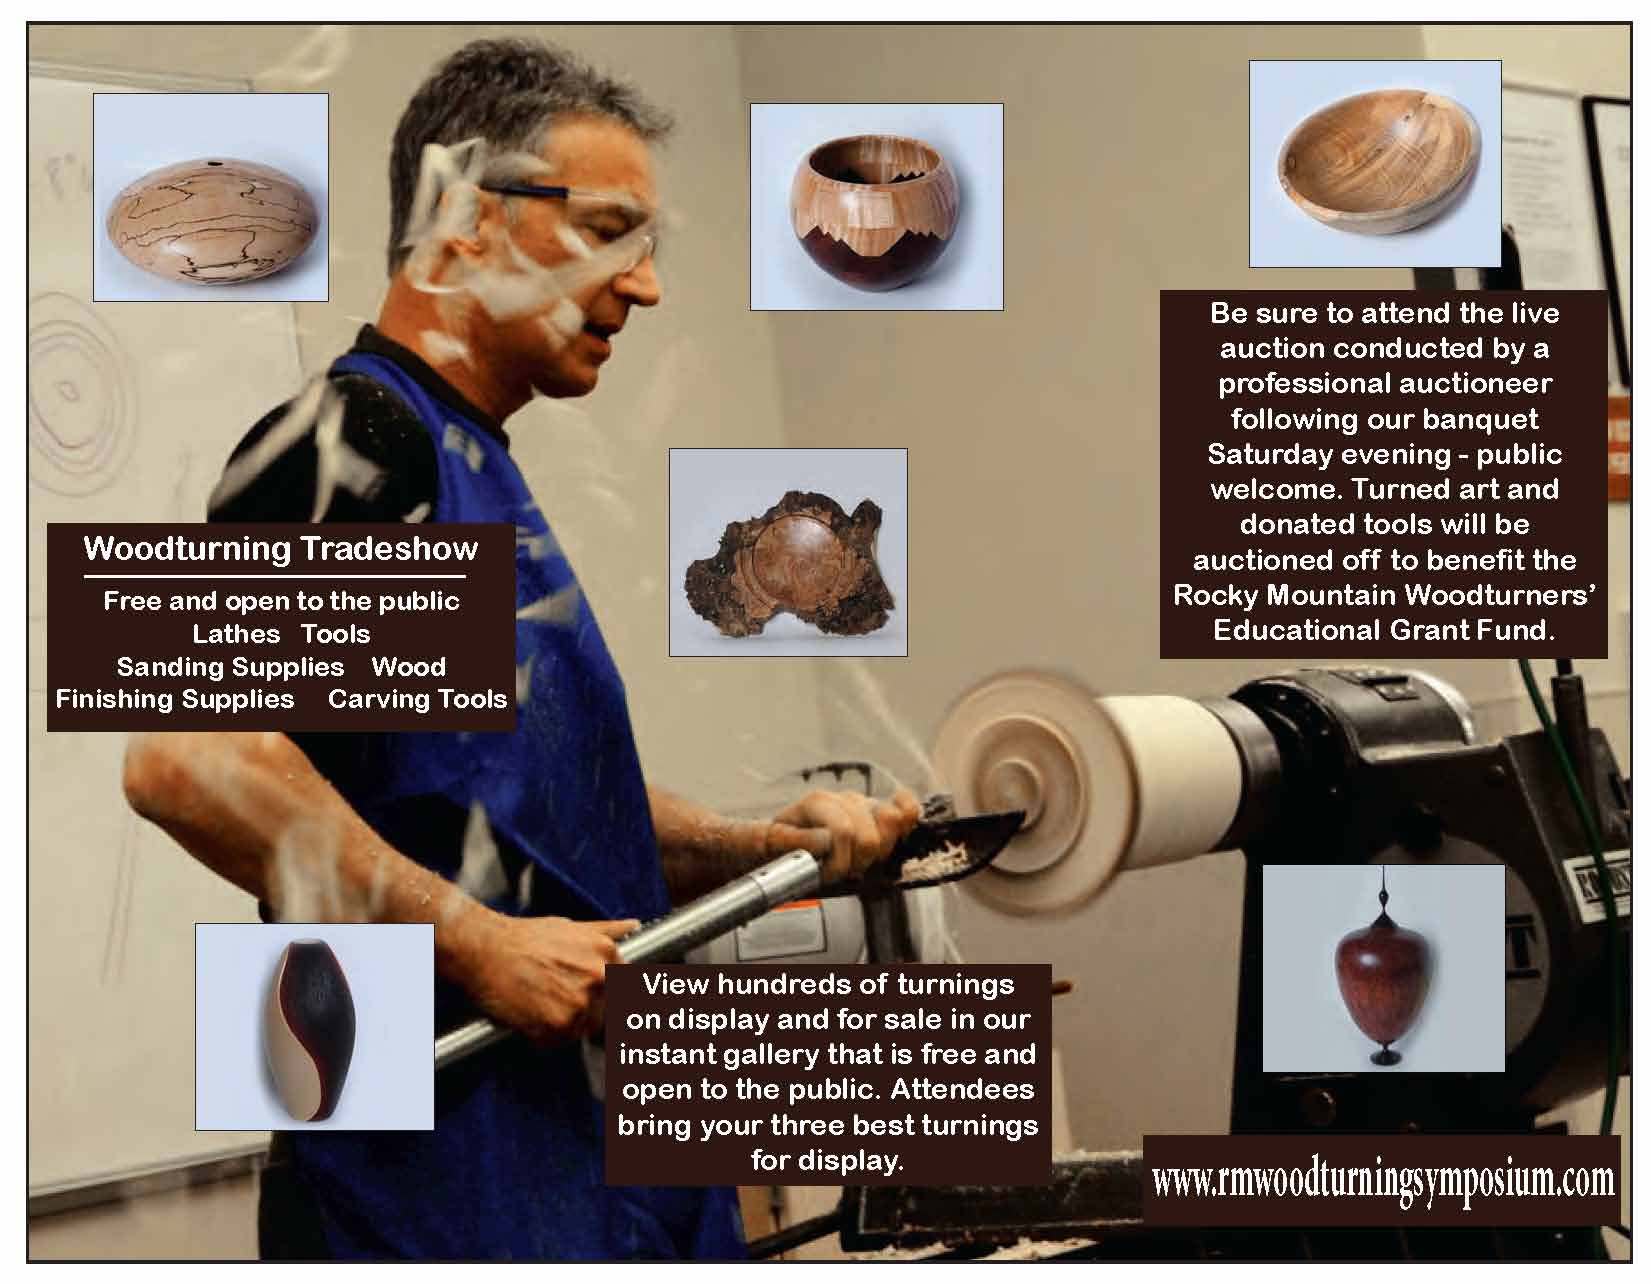 Woodturning Tradeshow
Free and open to the public
Lathes Tools
Sanding Supplies Wood
Finishing Supplies Carving Tools
Be sure to attend the live
auction conducted by a
professional auctioneer
following our banquet
Saturday evening - public
welcome. Turned art and
donated tools will be
auctioned off to benefit the
Rocky Mountain Woodturners’
Educational Grant Fund.
View hundreds of turnings
on display and for sale in our
instant gallery that is free and
open to the public. Attendees
bring your three best turnings
for display.
www.rmwoodturningsymposium.com